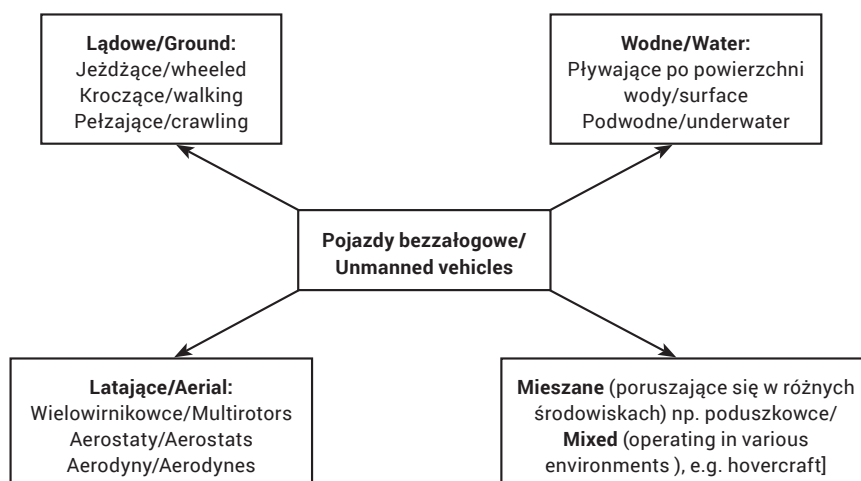 Lądowe/Ground:
Jeżdżące/wheeled
Kroczące/walking
Pełzające/crawling
Wodne/Water:
Pływające po powierzchni
wody/surface
Podwodne/underwater
Pojazdy bezzałogowe/
Unmanned vehicles
Latające/Aerial:
Wielowirnikowce/Multirotors
Aerostaty/Aerostats
Aerodyny/Aerodynes
Mieszane (poruszające się w różnych
środowiskach) np. poduszkowce/
Mixed (operating in various
environments ), e.g. hovercraft]